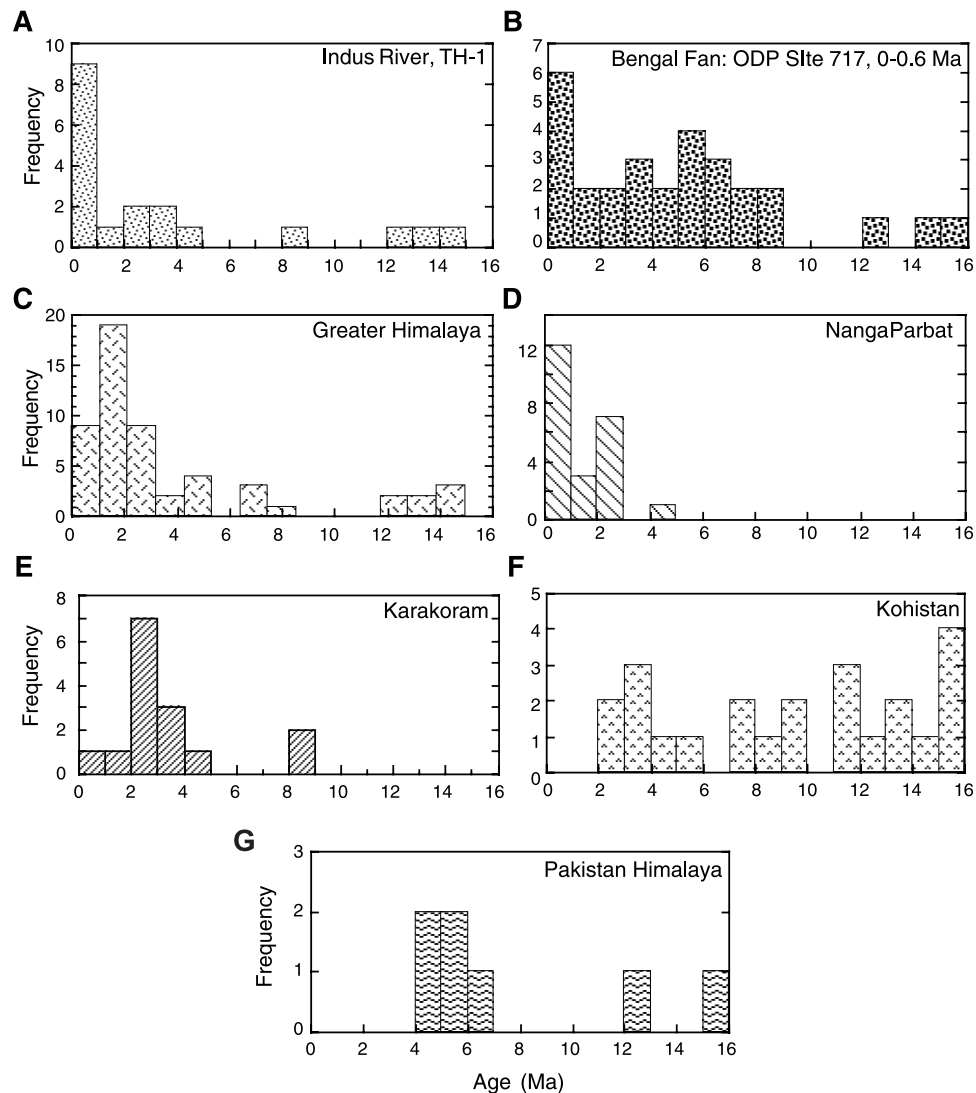 A
Indus River, TH-1
Frequency
10
8
6
4
2
0
0 2 4 6 8 10 12 14 16
B
Bengal Fan: ODP SIte 717, 0-0.6 Ma
7
6
5
4
3
2
1
0
0 2 4 6 8 10 12 14 16
C
Greater Himalaya
Frequency
20
15
10
5
0
0 2 4 6 8 10 12 14 16
D
NangaParbat
12
8
4
0
0 2 4 6 8 10 12 14 16
E
Karakoram
Frequency
8
6
4
2
0
0 2 4 6 8 10 12 14 16
F
Kohistan
5
4
3
2
1
0
0 2 4 6 8 10 12 14 16
G
Pakistan Himalaya
Frequency
3
2
1
0
0 2 4 6 8 10 12 14 16
Age (Ma)